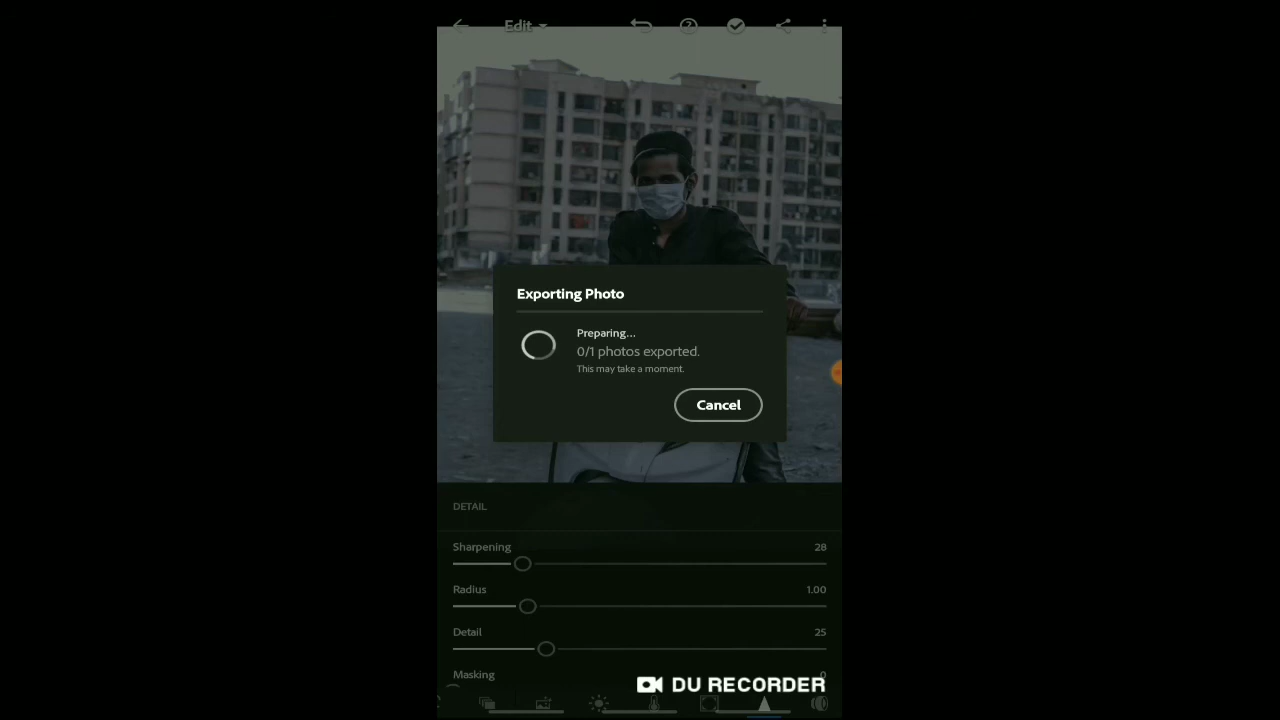 Edit
Exporting Photo
Preparing...
0/1 photos exported.
This may take a moment.
Cancel
DETAIL
Sharpening 28
Radius 1.00
Detail 25
Masking 0
DU RECORDER